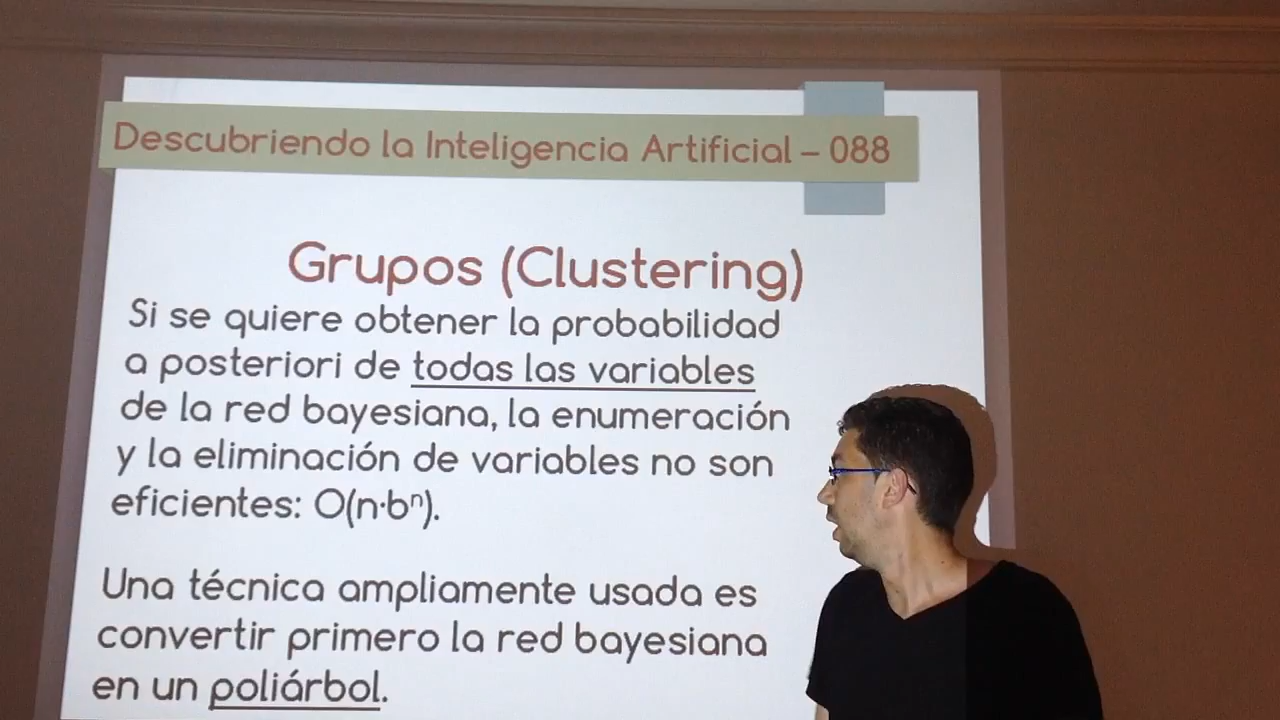 Descubriendo la Inteligencia Artificial – 088
Grupos (Clustering)
Si se quiere obtener la probabilidad
a posteriori de todas las variables
de la red bayesiana, la enumeración
y la eliminación de variables no son
eficientes: O(n·bⁿ).
Una técnica ampliamente usada es
convertir primero la red bayesiana
en un poliárbol.